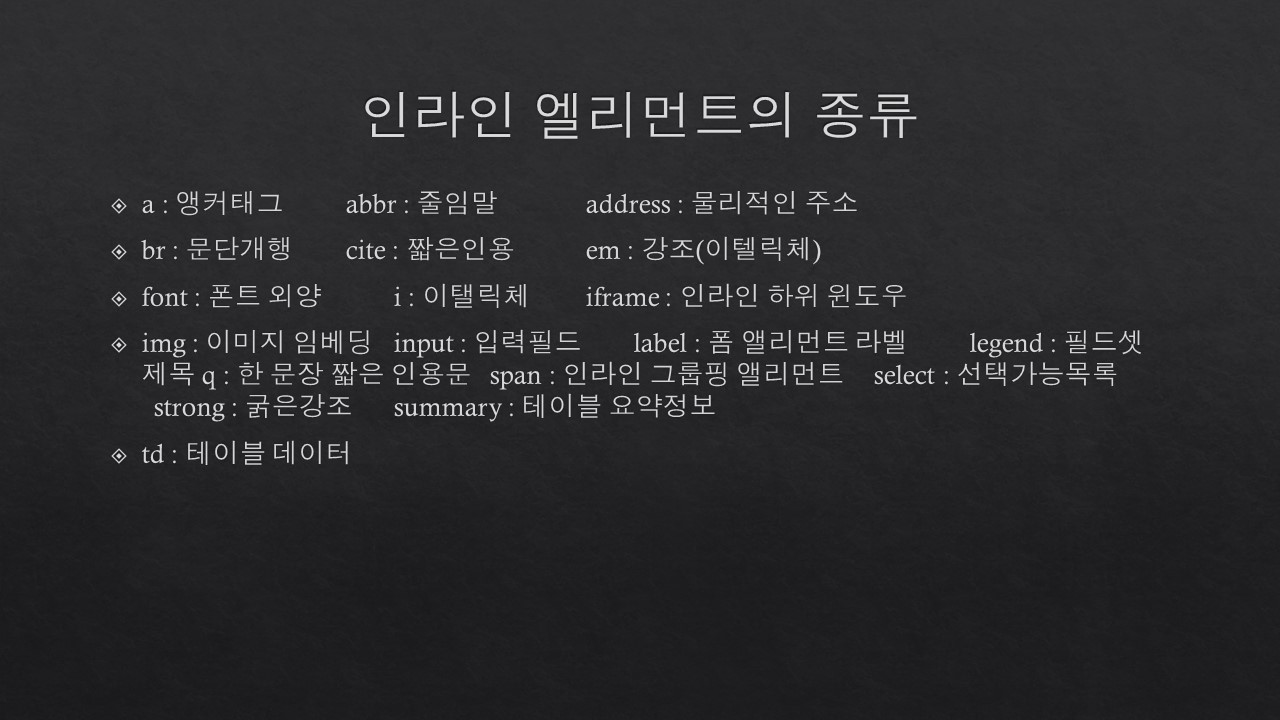 인라인 엘리먼트의 종류
a : 앵커태그 abbr : 줄임말 address : 물리적인 주소
br : 문단개행 cite : 짧은인용 em : 강조(이텔릭체)
font : 폰트 외양 i : 이탤릭체 iframe : 인라인 하위 윈도우
img : 이미지 임베딩 input : 입력필드 label : 폼 앨리먼트 라벨 legend : 필드셋
제목 q : 한 문장 짧은 인용문 span : 인라인 그룹핑 앨리먼트 select : 선택가능목록
strong : 굵은강조 summary : 테이블 요약정보
td : 테이블 데이터